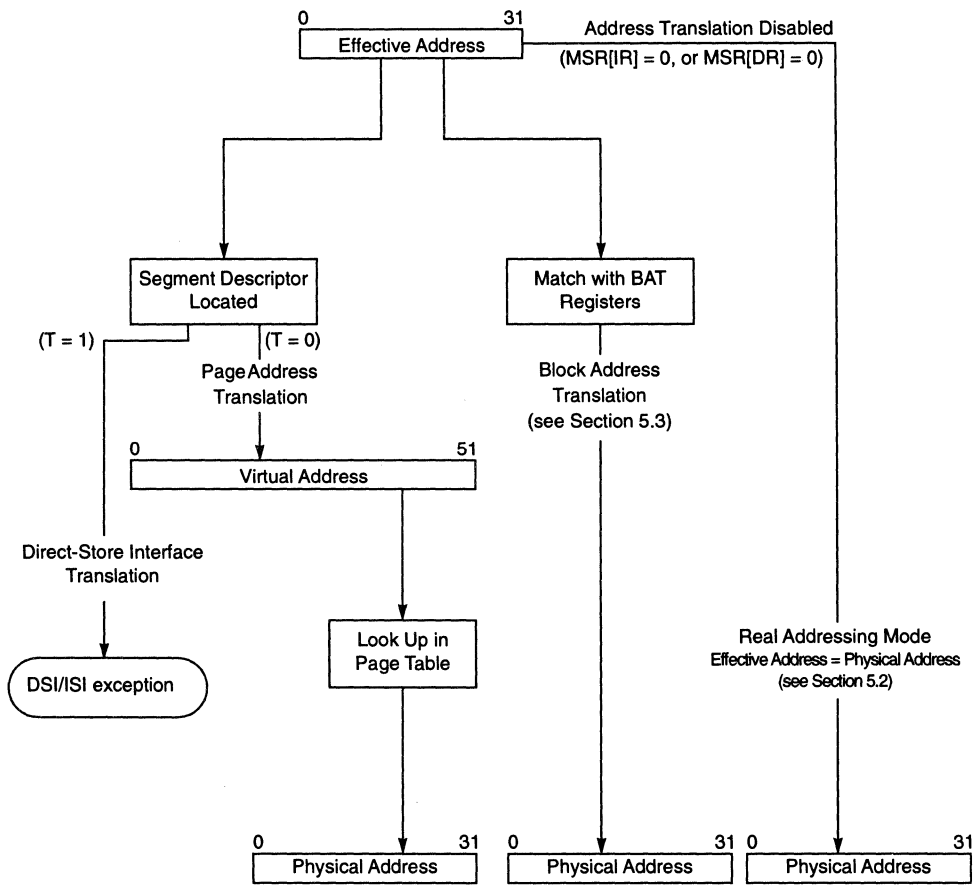 0 31
Effective Address
Address Translation Disabled
(MSR[IR] = 0, or MSR[DR] = 0)
Segment Descriptor
Located
Match with BAT
Registers
(T = 1)
(T = 0)
Page Address
Translation
Block Address
Translation
(see Section 5.3)
0 51
Virtual Address
Direct-Store Interface
Translation
Look Up in
Page Table
Real Addressing Mode
Effective Address = Physical Address
(see Section 5.2)
DSI/ISI exception
0 31
Physical Address
0 31
Physical Address
0 31
Physical Address